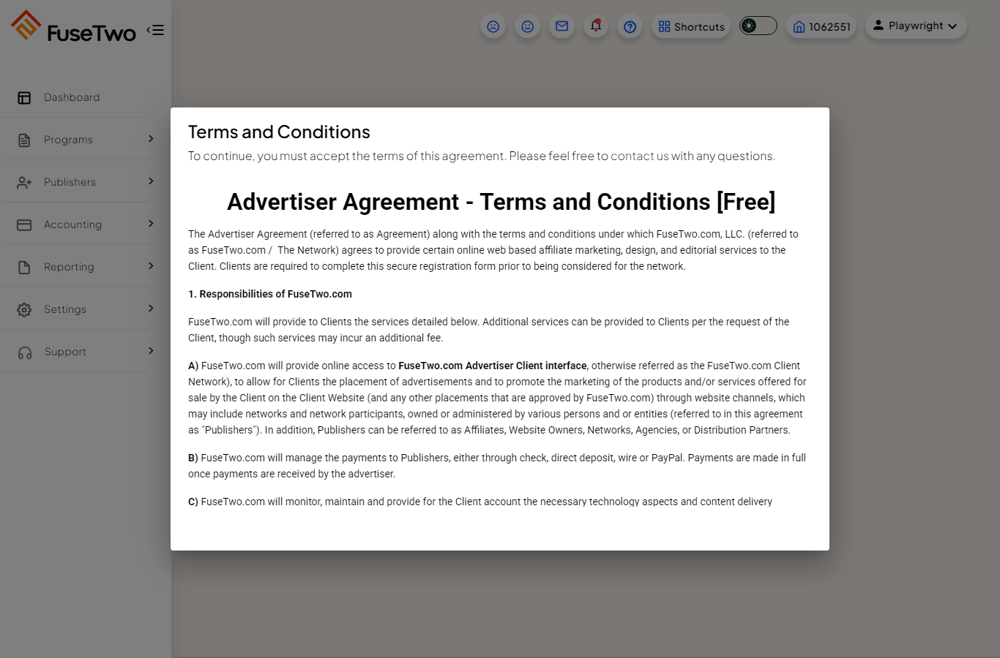 FuseTwo
Shortcuts
1062551
Playwright
Dashboard
Programs
Publishers
Accounting
Reporting
Settings
Support
Terms and Conditions
To continue, you must accept the terms of this agreement. Please feel free to contact us with any questions.
Advertiser Agreement - Terms and Conditions [Free]
The Advertiser Agreement (referred to as Agreement) along with the terms and conditions under which FuseTwo.com, LLC. (referred to
as FuseTwo.com /  The Network) agrees to provide certain online web based affiliate marketing, design, and editorial services to the
Client. Clients are required to complete this secure registration form prior to being considered for the network.
1. Responsibilities of FuseTwo.com
FuseTwo.com will provide to Clients the services detailed below. Additional services can be provided to Clients per the request of the
Client, though such services may incur an additional fee.
A) FuseTwo.com will provide online access to FuseTwo.com Advertiser Client interface, otherwise referred as the FuseTwo.com Client
Network), to allow for Clients the placement of advertisements and to promote the marketing of the products and/or services offered for
sale by the Client on the Client Website (and any other placements that are approved by FuseTwo.com) through website channels, which
may include networks and network participants, owned or administered by various persons and or entities (referred to in this agreement
as "Publishers"). In addition, Publishers can be referred to as Affiliates, Website Owners, Networks, Agencies, or Distribution Partners.
B) FuseTwo.com will manage the payments to Publishers, either through check, direct deposit, wire or PayPal. Payments are made in full
once payments are received by the advertiser.
C) FuseTwo.com will monitor, maintain and provide for the Client account the necessary technology aspects and content delivery